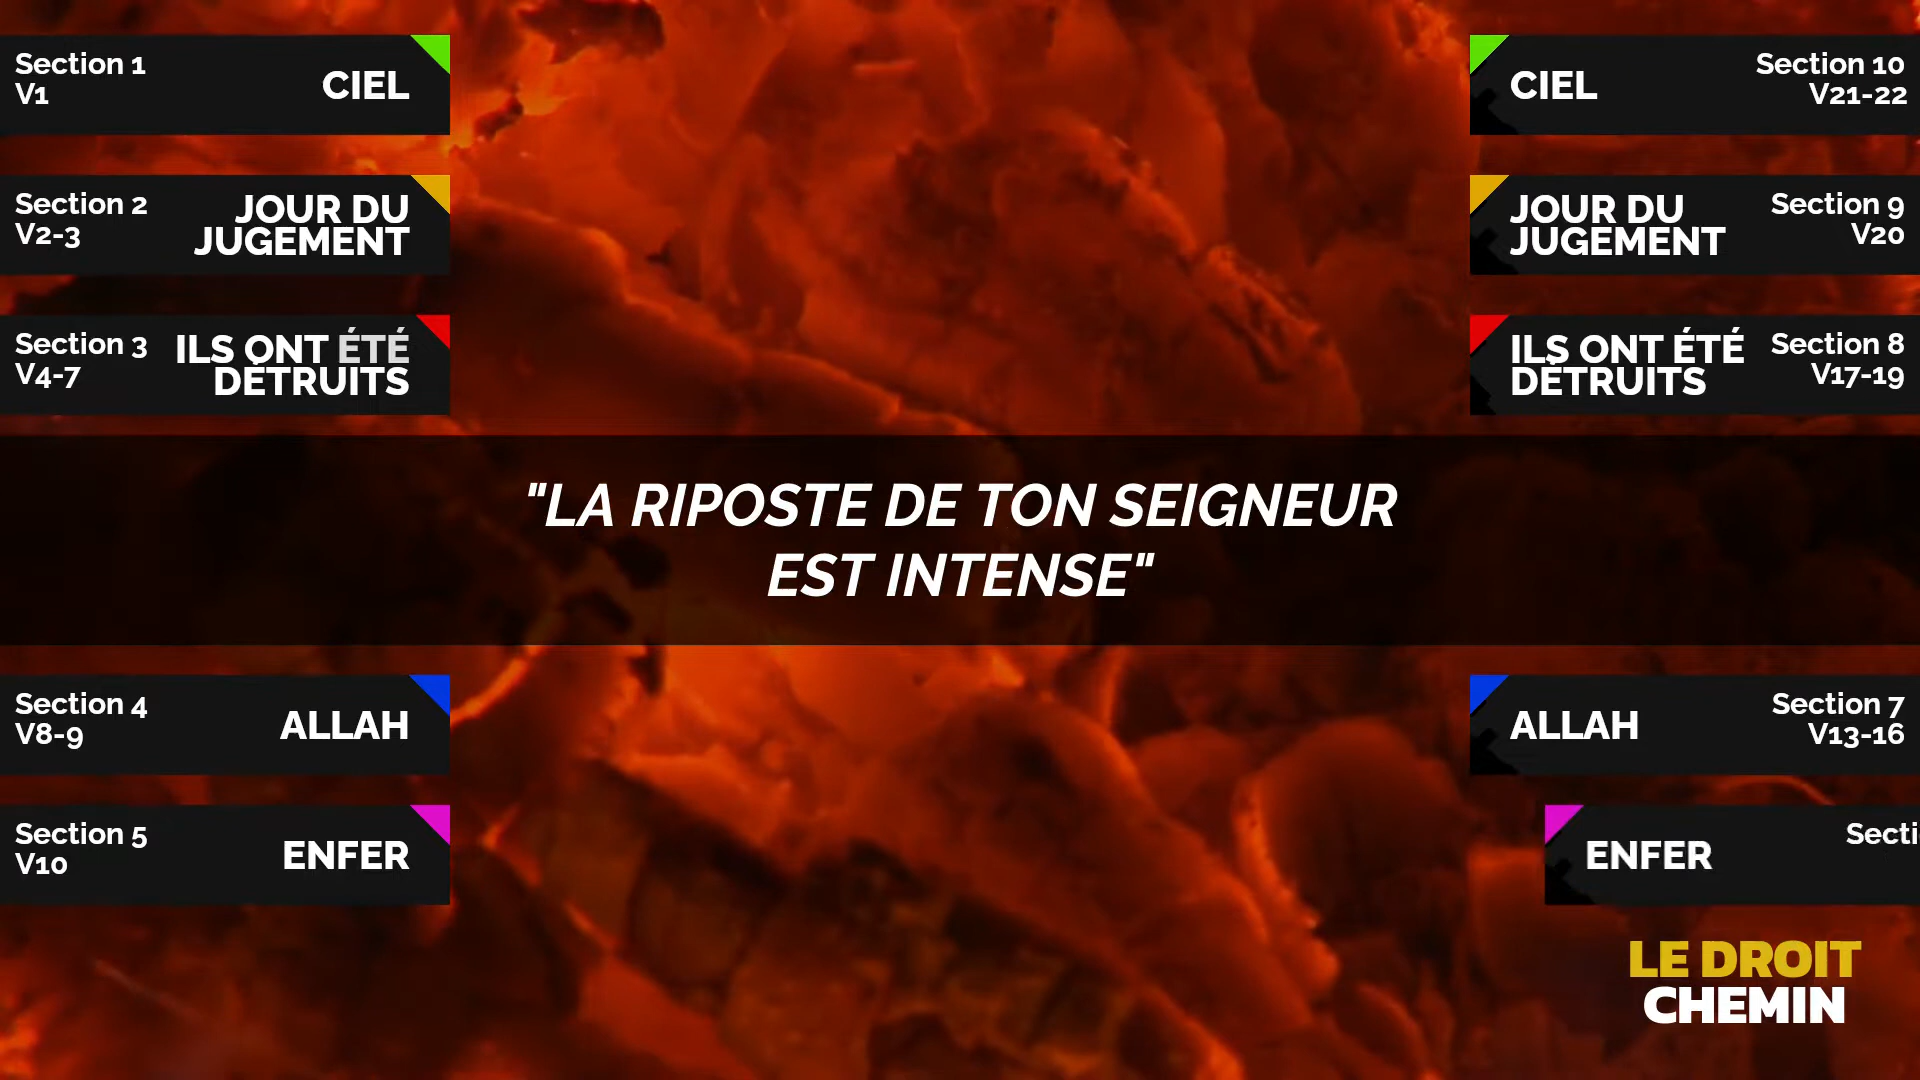 Section 1
V1
CIEL
Section 2
V2-3
JOUR DU
JUGEMENT
Section 3
V4-7
ILS ONT ÉTÉ
DÉTRUITS
"LA RIPOSTE DE TON SEIGNEUR
EST INTENSE"
Section 4
V8-9
ALLAH
Section 5
V10
ENFER
CIEL
Section 10
V21-22
JOUR DU
JUGEMENT
Section 9
V20
ILS ONT ÉTÉ
DÉTRUITS
Section 8
V17-19
ALLAH
Section 7
V13-16
ENFER
Secti
LE DROIT
CHEMIN